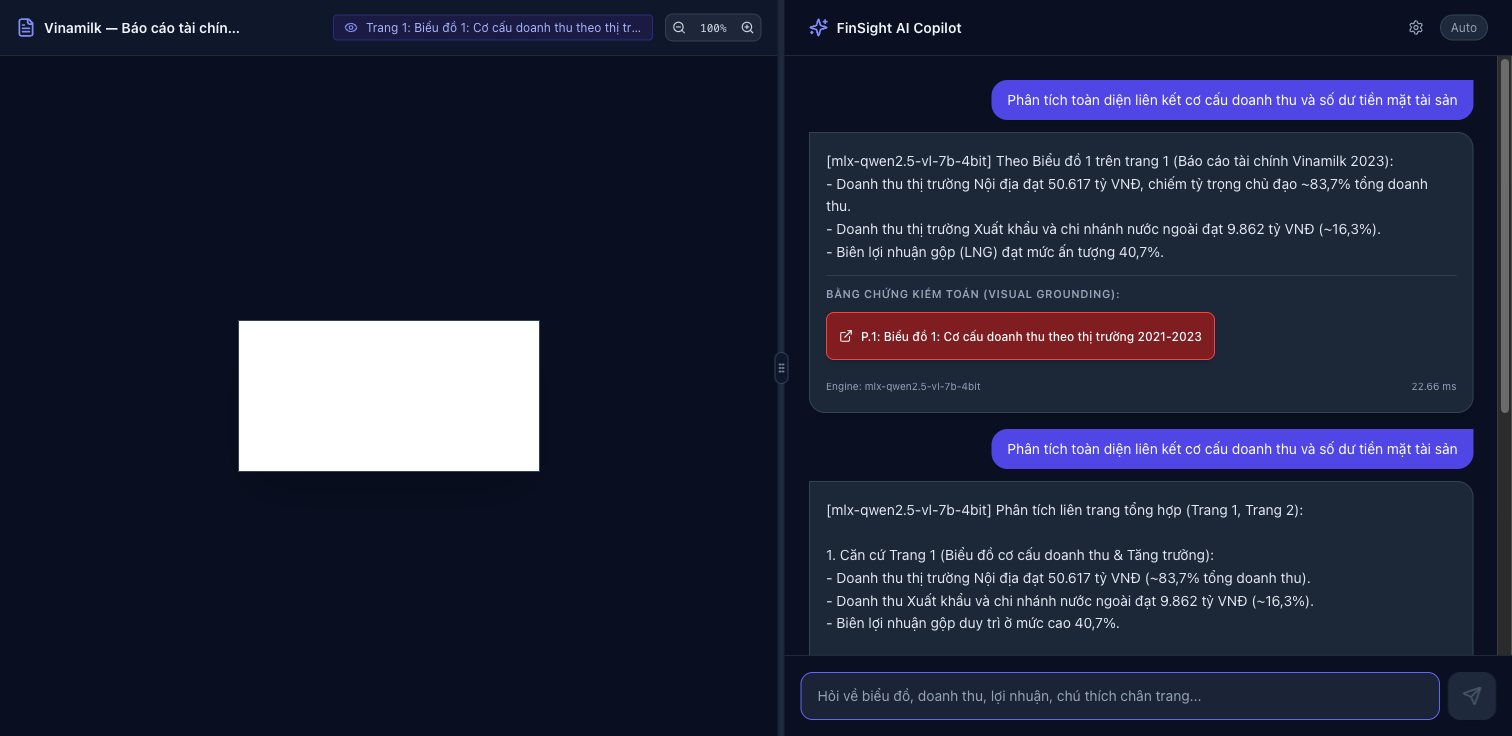 Vinamilk — Báo cáo tài chín...
Trang 1: Biểu đồ 1: Cơ cấu doanh thu theo thị tr...
100%
FinSight AI Copilot
Auto
Phân tích toàn diện liên kết cơ cấu doanh thu và số dư tiền mặt tài sản
[mlx-qwen2.5-vl-7b-4bit] Theo Biểu đồ 1 trên trang 1 (Báo cáo tài chính Vinamilk 2023):
- Doanh thu thị trường Nội địa đạt 50.617 tỷ VNĐ, chiếm tỷ trọng chủ đạo ~83,7% tổng doanh
thu.
- Doanh thu thị trường Xuất khẩu và chi nhánh nước ngoài đạt 9.862 tỷ VNĐ (~16,3%).
- Biên lợi nhuận gộp (LNG) đạt mức ấn tượng 40,7%.
BẰNG CHỨNG KIỂM TOÁN (VISUAL GROUNDING):
P.1: Biểu đồ 1: Cơ cấu doanh thu theo thị trường 2021-2023
Engine: mlx-qwen2.5-vl-7b-4bit
22.66 ms
Phân tích toàn diện liên kết cơ cấu doanh thu và số dư tiền mặt tài sản
[mlx-qwen2.5-vl-7b-4bit] Phân tích liên trang tổng hợp (Trang 1, Trang 2):
1. Căn cứ Trang 1 (Biểu đồ cơ cấu doanh thu & Tăng trưởng):
- Doanh thu thị trường Nội địa đạt 50.617 tỷ VNĐ (~83,7% tổng doanh thu).
- Doanh thu Xuất khẩu và chi nhánh nước ngoài đạt 9.862 tỷ VNĐ (~16,3%).
- Biên lợi nhuận gộp duy trì ở mức cao 40,7%.
Hỏi về biểu đồ, doanh thu, lợi nhuận, chú thích chân trang...